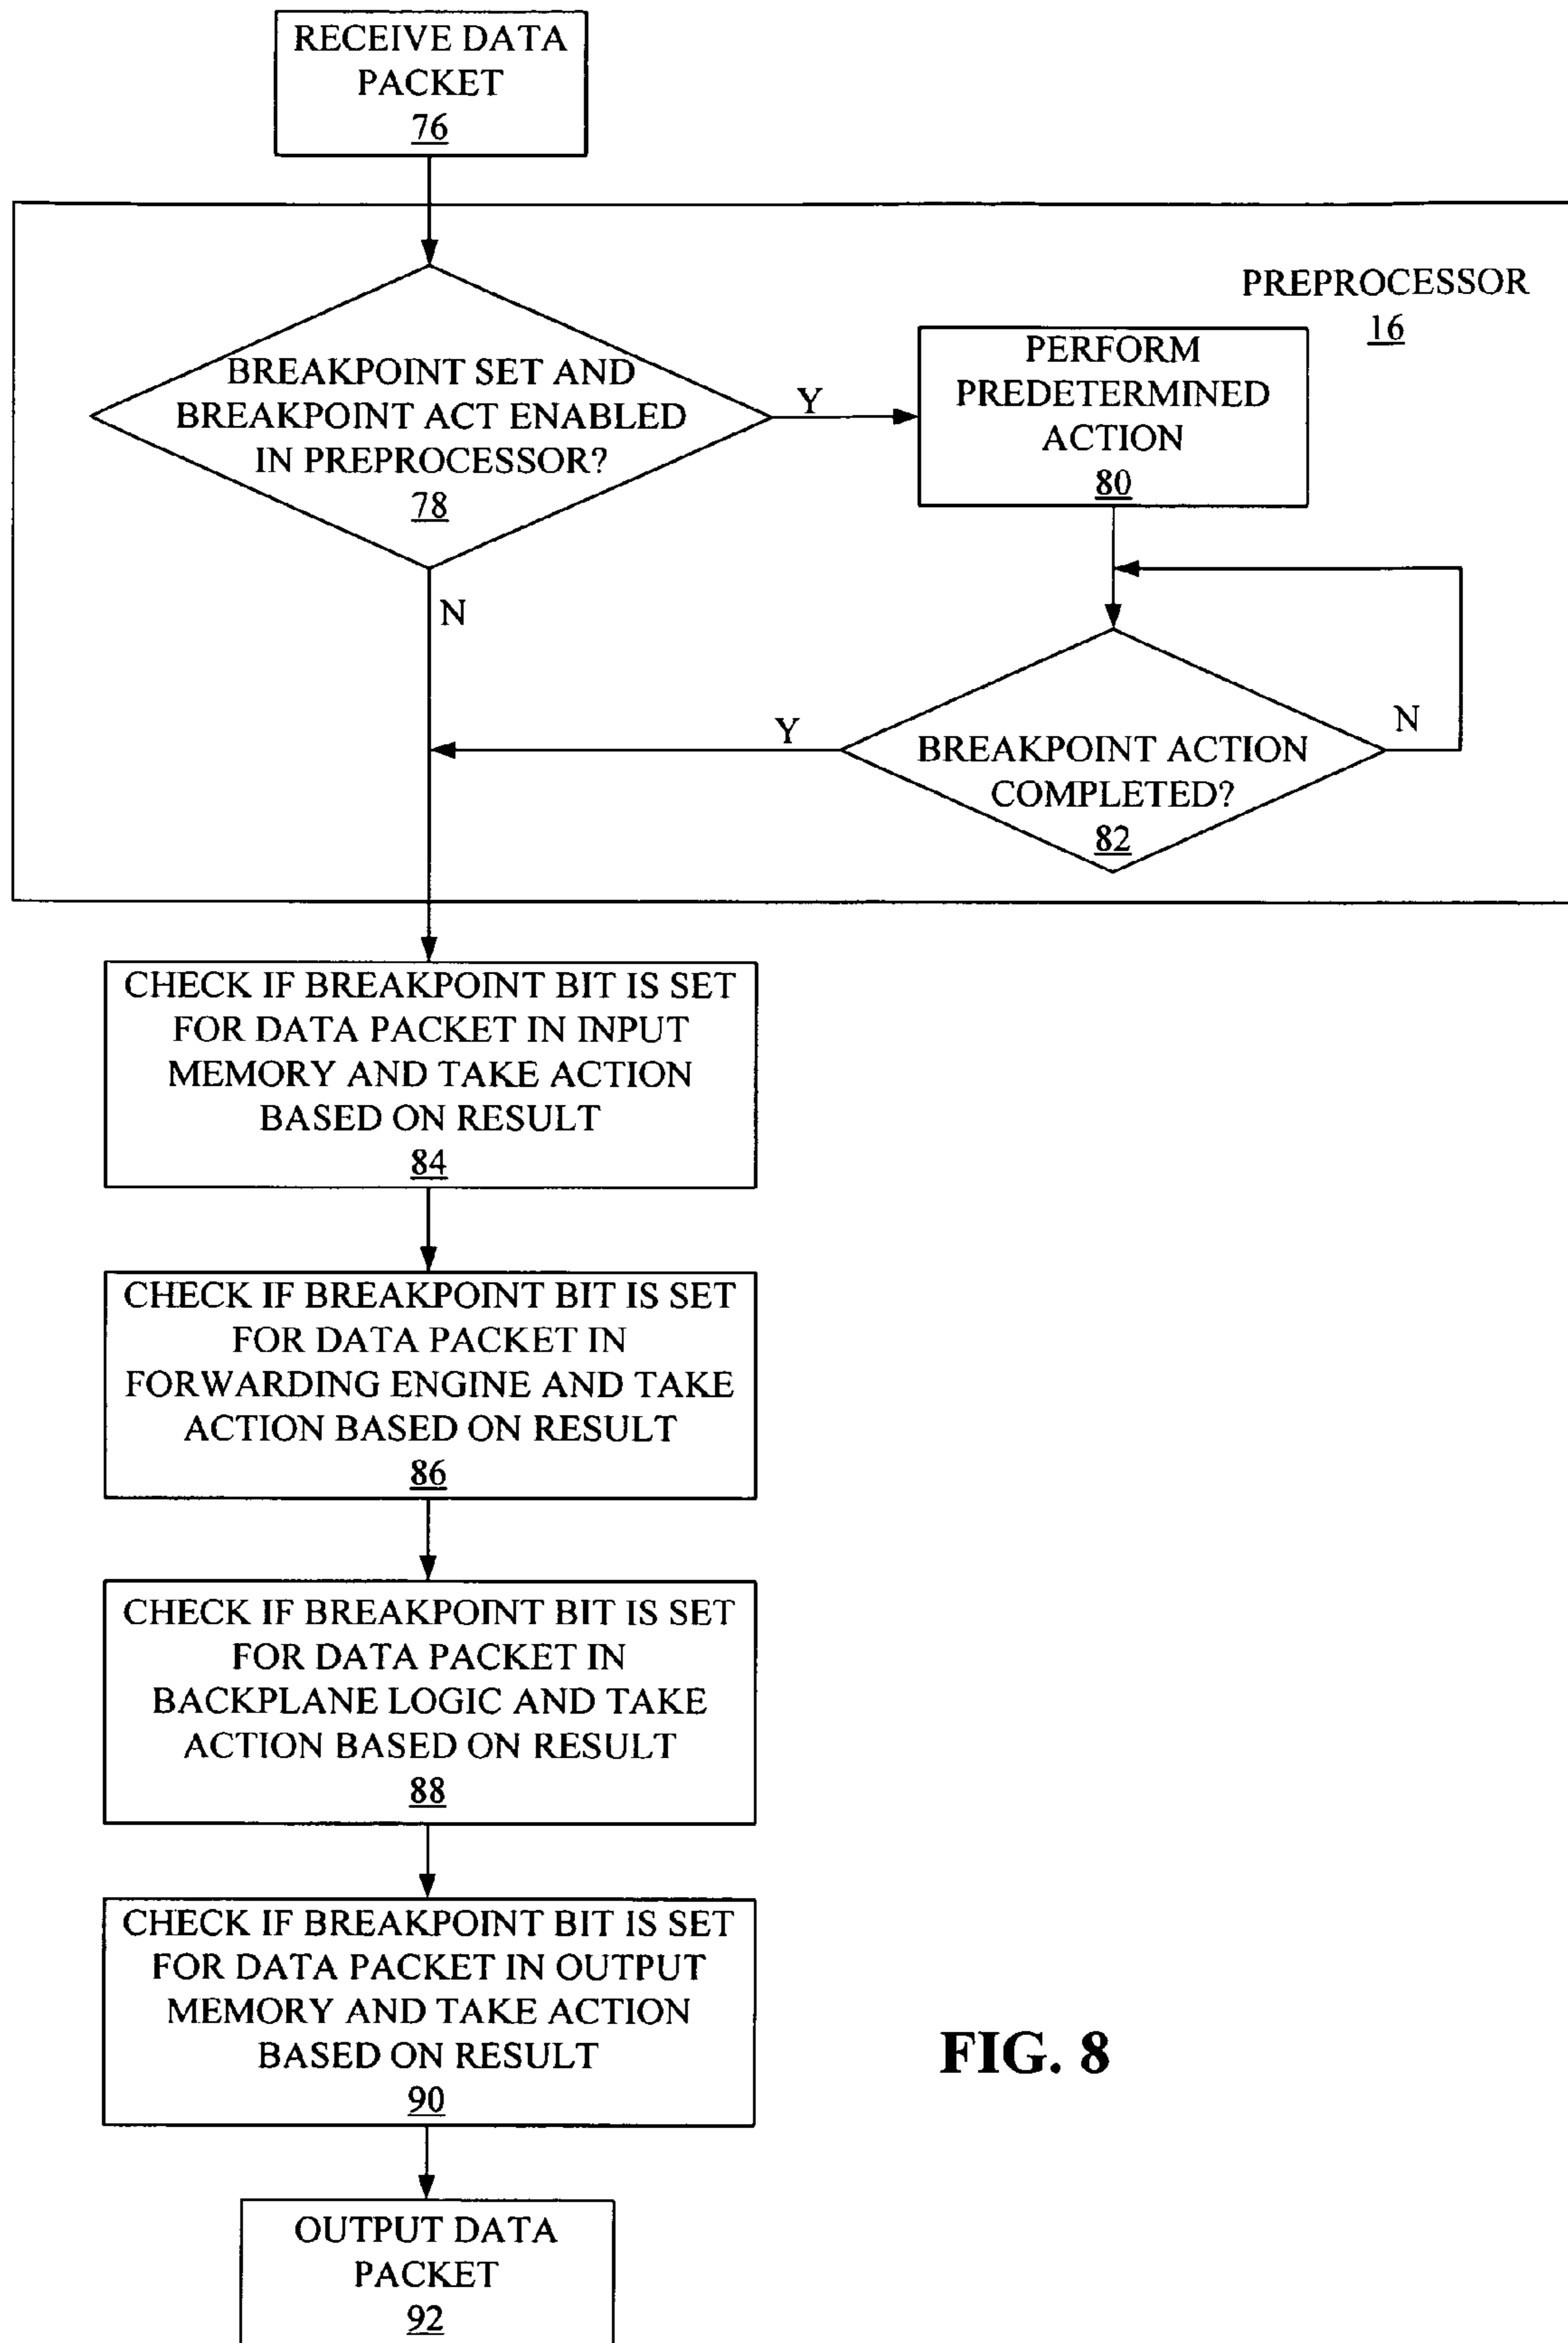 RECEIVE DATA
PACKET
76
PREPROCESSOR
16
BREAKPOINT SET AND
BREAKPOINT ACT ENABLED
IN PREPROCESSOR?
78
Y
PERFORM
PREDETERMINED
ACTION
80
N
Y
BREAKPOINT ACTION
COMPLETED?
82
N
CHECK IF BREAKPOINT BIT IS SET
FOR DATA PACKET IN INPUT
MEMORY AND TAKE ACTION
BASED ON RESULT
84
CHECK IF BREAKPOINT BIT IS SET
FOR DATA PACKET IN
FORWARDING ENGINE AND TAKE
ACTION BASED ON RESULT
86
CHECK IF BREAKPOINT BIT IS SET
FOR DATA PACKET IN
BACKPLANE LOGIC AND TAKE
ACTION BASED ON RESULT
88
CHECK IF BREAKPOINT BIT IS SET
FOR DATA PACKET IN OUTPUT
MEMORY AND TAKE ACTION
BASED ON RESULT
90
FIG. 8
OUTPUT DATA
PACKET
92